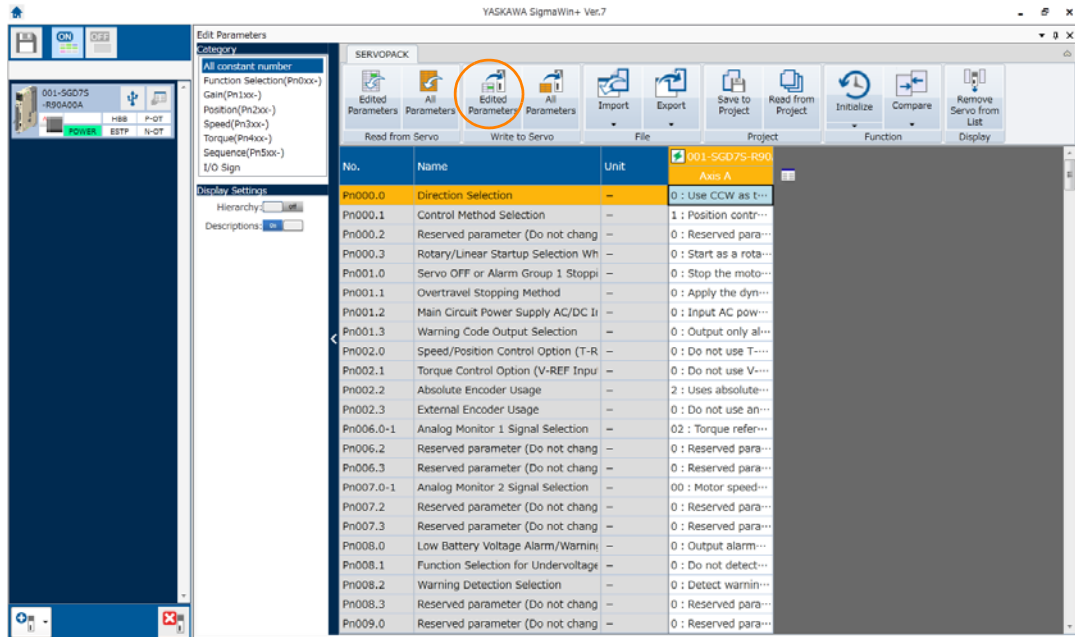 YASKAWA SigmaWin+ Ver.7
ON
OFF
Edit Parameters
001-SGD7S
-R90A00A
HBB
P-OT
POWER
ESTP
N-OT
Category
All constant number
Function Selection(Pn0xx-)
Gain(Pn1xx-)
Position(Pn2xx-)
Speed(Pn3xx-)
Torque(Pn4xx-)
Sequence(Pn5xx-)
I/O Sign
Display Settings
Hierarchy:
off
Descriptions:
On
SERVOPACK
Edited Parameters
All Parameters
Read from Servo
Edited Parameters
All Parameters
Write to Servo
Import
Export
File
Save to Project
Read from Project
Project
Initialize
Compare
Function
Remove Servo from List
Display
No. Name Unit 001-SGD7S-R90.
Axis A
Pn000.0 Direction Selection – 0 : Use CCW as t···
Pn000.1 Control Method Selection – 1 : Position contr···
Pn000.2 Reserved parameter (Do not chang – 0 : Reserved para···
Pn000.3 Rotary/Linear Startup Selection Wh – 0 : Start as a rota···
Pn001.0 Servo OFF or Alarm Group 1 Stoppi – 0 : Stop the moto···
Pn001.1 Overtravel Stopping Method – 0 : Apply the dyn···
Pn001.2 Main Circuit Power Supply AC/DC I – 0 : Input AC pow···
Pn001.3 Warning Code Output Selection – 0 : Output only al···
Pn002.0 Speed/Position Control Option (T-R – 0 : Do not use T-···
Pn002.1 Torque Control Option (V-REF Input – 0 : Do not use V-···
Pn002.2 Absolute Encoder Usage – 2 : Uses absolute···
Pn002.3 External Encoder Usage – 0 : Do not use an···
Pn006.0-1 Analog Monitor 1 Signal Selection – 02 : Torque refer···
Pn006.2 Reserved parameter (Do not chang – 0 : Reserved para···
Pn006.3 Reserved parameter (Do not chang – 0 : Reserved para···
Pn007.0-1 Analog Monitor 2 Signal Selection – 00 : Motor speed···
Pn007.2 Reserved parameter (Do not chang – 0 : Reserved para···
Pn007.3 Reserved parameter (Do not chang – 0 : Reserved para···
Pn008.0 Low Battery Voltage Alarm/Warning – 0 : Output alarm···
Pn008.1 Function Selection for Undervoltage – 0 : Do not detect···
Pn008.2 Warning Detection Selection – 0 : Detect warnin···
Pn008.3 Reserved parameter (Do not chang – 0 : Reserved para···
Pn009.0 Reserved parameter (Do not chang – 0 : Reserved para···